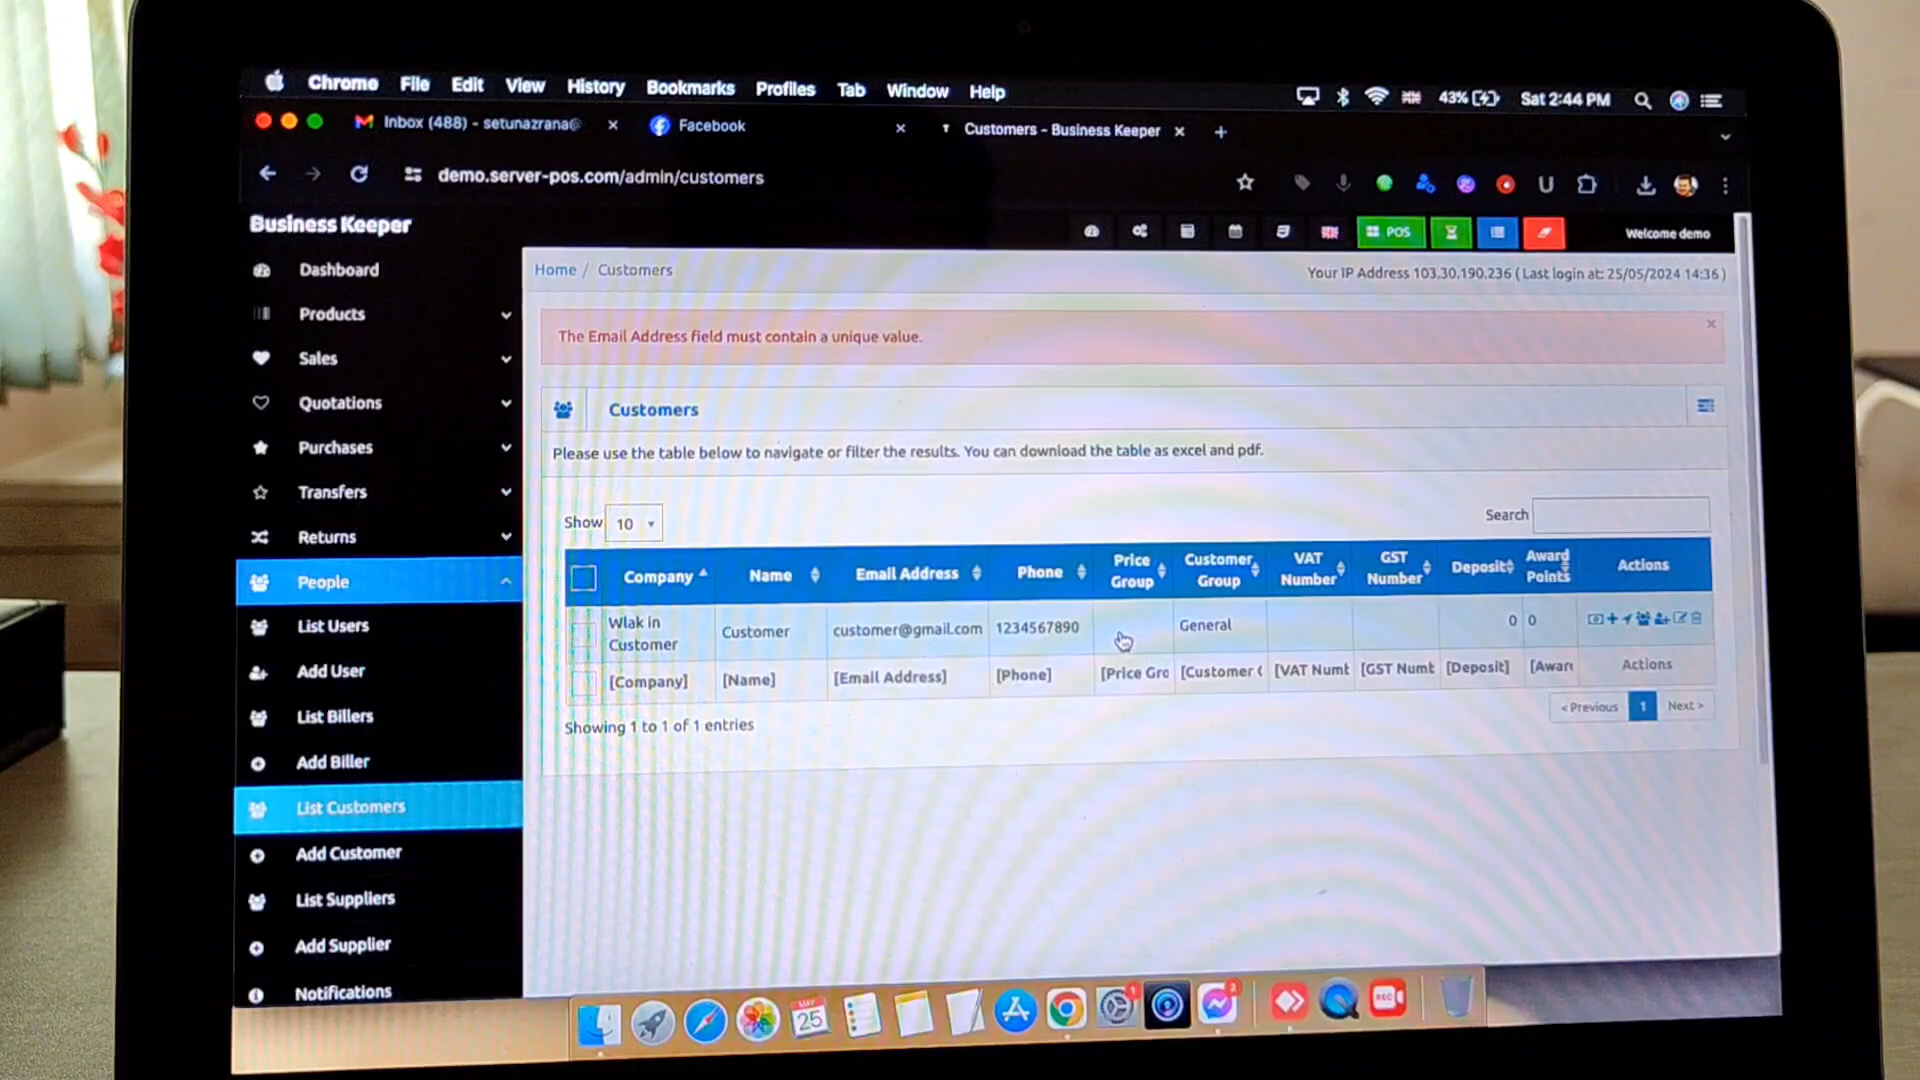 Chrome File Edit View History Bookmarks Profiles Tab Window Help 43% Sat 2:44 PM
Inbox (488) - setunazrana@ Facebook Customers - Business Keeper
demo.server-pos.com/admin/customers
Business Keeper POS Welcome demo
Home / Customers Your IP Address 103.30.190.236 ( Last login at: 25/05/2024 14:36 )
Dashboard
Products
Sales
Quotations
Purchases
Transfers
Returns
People
List Users
Add User
List Billers
Add Biller
List Customers
Add Customer
List Suppliers
Add Supplier
Notifications
The Email Address field must contain a unique value.
Customers
Please use the table below to navigate or filter the results. You can download the table as excel and pdf.
Show 10 Search
Company Name Email Address Phone Price Group Customer Group VAT Number GST Number Deposit Award Points Actions
Wlak in Customer Customer customer@gmail.com 1234567890 General 0 0
[Company] [Name] [Email Address] [Phone] [Price Gro [Customer ( [VAT Numt [GST Numt [Deposit] [Awar Actions
Showing 1 to 1 of 1 entries
< Previous 1 Next >
MAY
25
1
2
REC